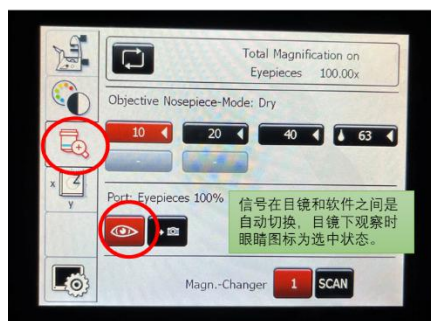 Total Magnification on
Eyepieces 100.00x
Objective Nosepiece-Mode: Dry
10 20 40 63
- -
Port: Eyepieces 100%
信号在目镜和软件之间是
自动切换，目镜下观察时
眼睛图标为选中状态。
x y z
Magn.-Changer 1 SCAN